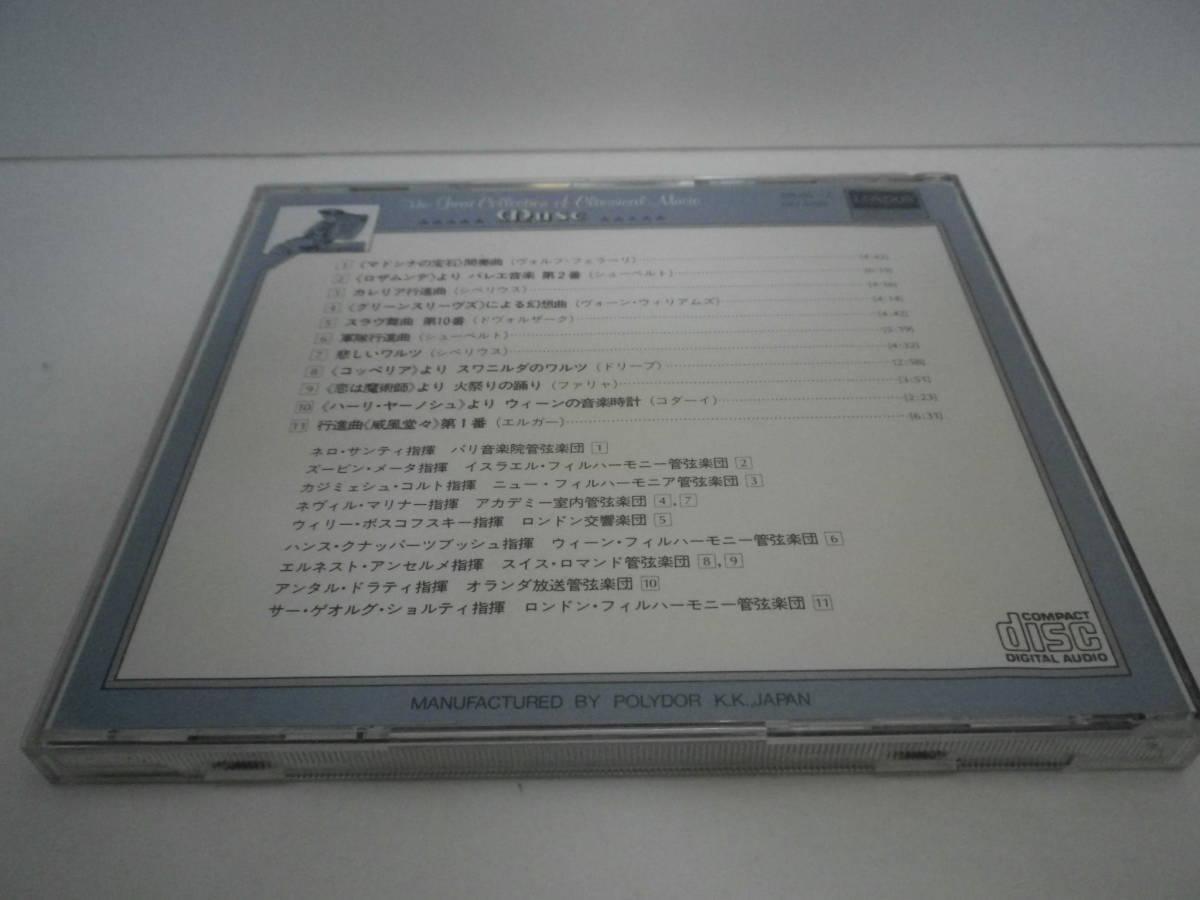 The Great Collection of Classical Music
Muse
LONDON
1 《マドンナの宝石》間奏曲 (ヴォルフ・フェラーリ) [4:42]
2 《ロザムンデ》より バレエ音楽 第2番 (シューベルト)
3 カレリア行進曲 (シベリウス)
4 《グリーンスリーヴズ》による幻想曲 (ヴォーン・ウィリアムズ) [4:14]
5 スラヴ舞曲 第10番 (ドヴォルザーク) [4:42]
6 軍隊行進曲 (シューベルト)
7 悲しいワルツ (シベリウス) [4:32]
8 《コッペリア》より スワニルダのワルツ (ドリーブ) [2:58]
9 《恋は魔術師》より 火祭りの踊り (ファリャ) [3:51]
10 《ハーリ・ヤーノシュ》より ウィーンの音楽時計 (コダーイ) [2:23]
11 行進曲《威風堂々》第1番 (エルガー) [6:31]
ネロ・サンティ指揮 パリ音楽院管弦楽団 1
ズービン・メータ指揮 イスラエル・フィルハーモニー管弦楽団 2
カジミェシュ・コルト指揮 ニュー・フィルハーモニア管弦楽団 3
ネヴィル・マリナー指揮 アカデミー室内管弦楽団 4,7
ウィリー・ボスコフスキー指揮 ロンドン交響楽団 5
ハンス・クナッパーツブッシュ指揮 ウィーン・フィルハーモニー管弦楽団 6
エルネスト・アンセルメ指揮 スイス・ロマンド管弦楽団 8,9
アンタル・ドラティ指揮 オランダ放送管弦楽団 10
サー・ゲオルグ・ショルティ指揮 ロンドン・フィルハーモニー管弦楽団 11
COMPACT
disc
DIGITAL AUDIO
MANUFACTURED BY POLYDOR K.K.,JAPAN